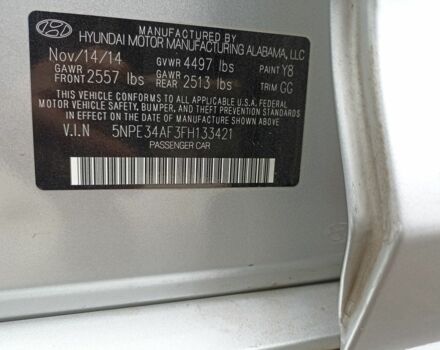 MANUFACTURED BY
HYUNDAI MOTOR MANUFACTURING ALABAMA, LLC
Nov/14/14 GVWR 4497 lbs PAINT Y8
GAWR FRONT 2557 lbs GAWR REAR 2513 lbs TRIM GG
THIS VEHICLE CONFORMS TO ALL APPLICABLE U.S.A.
FEDERAL MOTOR VEHICLE SAFETY, BUMPER, AND THEFT PREVENTION
STANDARDS IN EFFECT ON THE DATE OF MANUFACTURE SHOWN ABOVE.
V.I.N 5NPE34AF3FH133421
PASSENGER CAR